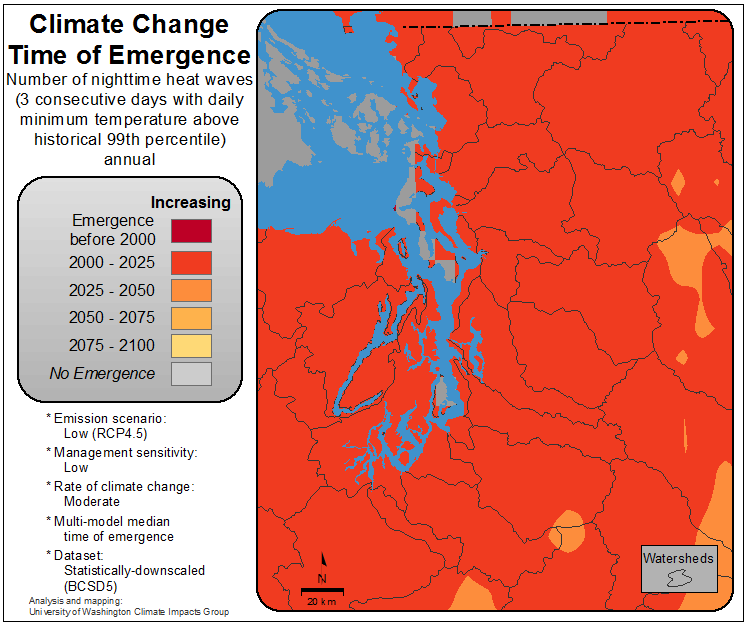 Climate Change
Time of Emergence
Number of nighttime heat waves
(3 consecutive days with daily
minimum temperature above
historical 99th percentile)
annual
Increasing
Emergence
before 2000
2000 - 2025
2025 - 2050
2050 - 2075
2075 - 2100
No Emergence
* Emission scenario:
Low (RCP4.5)
* Management sensitivity:
Low
* Rate of climate change:
Moderate
* Multi-model median
time of emergence
* Dataset:
Statistically-downscaled
(BCSD5)
Analysis and mapping:
University of Washington Climate Impacts Group
N
20 km
Watersheds